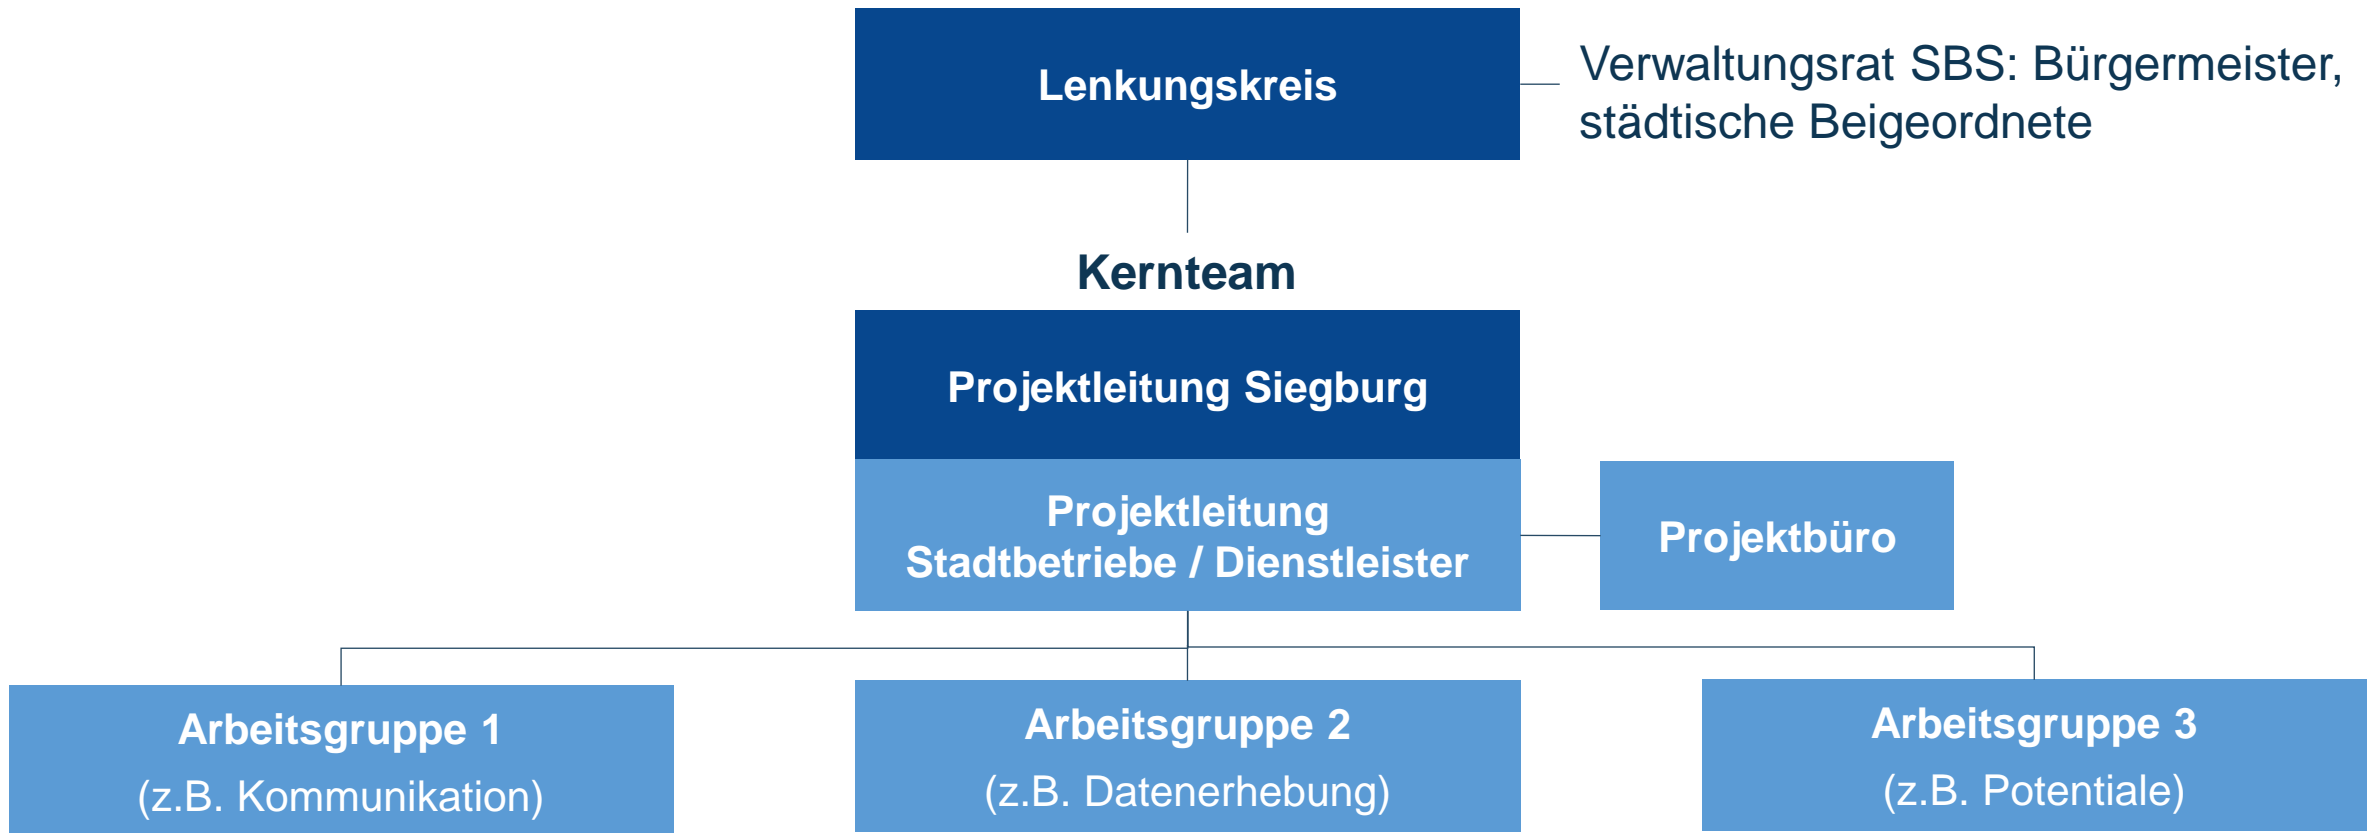 Lenkungskreis
Verwaltungsrat SBS: Bürgermeister,
städtische Beigeordnete
Kernteam
Projektleitung Siegburg
Projektleitung
Stadtbetriebe / Dienstleister
Projektbüro
Arbeitsgruppe 1
(z.B. Kommunikation)
Arbeitsgruppe 2
(z.B. Datenerhebung)
Arbeitsgruppe 3
(z.B. Potentiale)